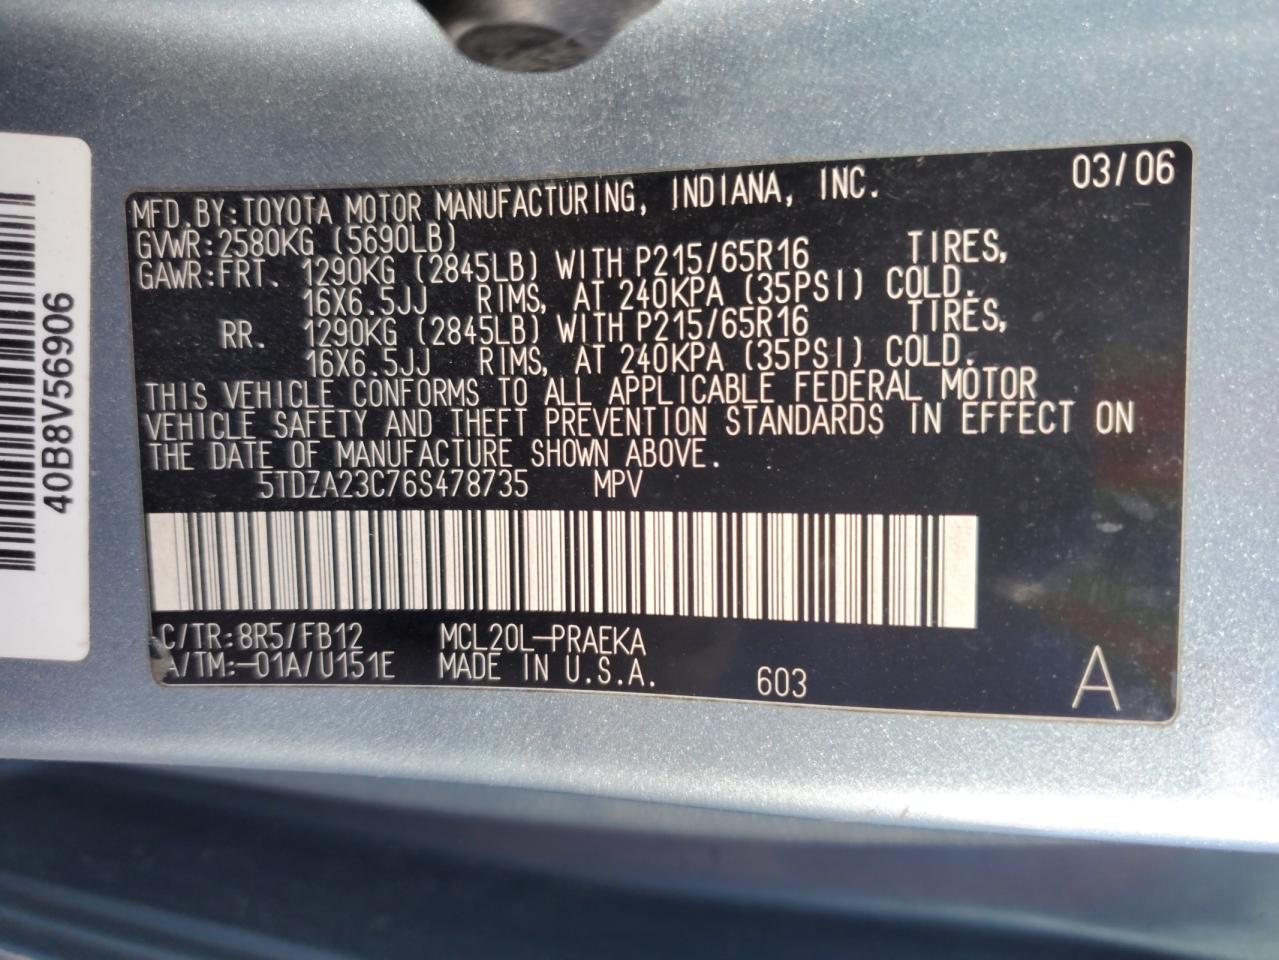 MFD.BY:TOYOTA MOTOR MANUFACTURING, INDIANA, INC. 03/06
GVWR:2580KG (5690LB)
GAWR:FRT. 1290KG (2845LB) WITH P215/65R16 TIRES,
16X6.5JJ RIMS, AT 240KPA (35PSI) COLD.
RR. 1290KG (2845LB) WITH P215/65R16 TIRES,
16X6.5JJ RIMS, AT 240KPA (35PSI) COLD.
THIS VEHICLE CONFORMS TO ALL APPLICABLE FEDERAL MOTOR
VEHICLE SAFETY AND THEFT PREVENTION STANDARDS IN EFFECT ON
THE DATE OF MANUFACTURE SHOWN ABOVE.
5TDZA23C76S478735 MPV
C/TR:8R5/FB12 MCL20L-PRAEKA
A/TM:-01A/U151E MADE IN U.S.A. 603 A
40B8V56906